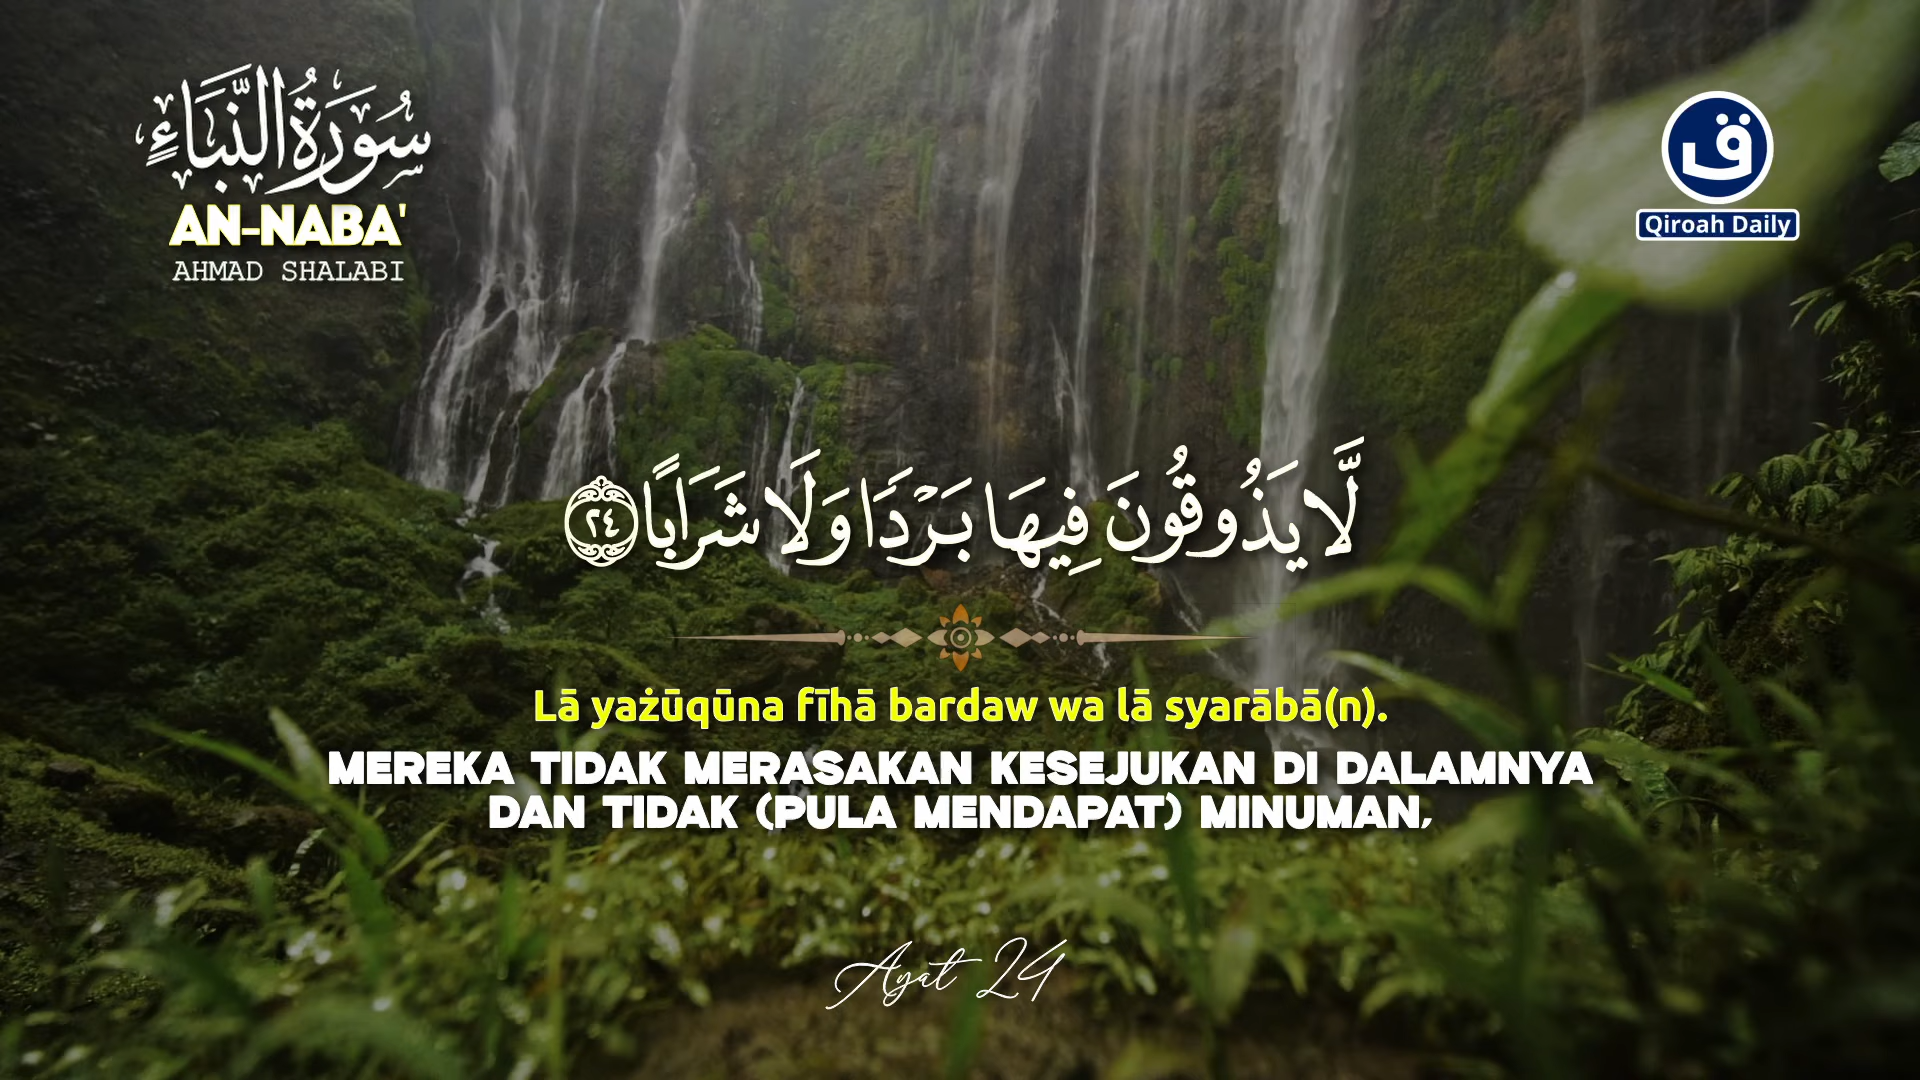 سُورَةُ النَّبَاءِ
AN-NABA'
AHMAD SHALABI
ق
Qiroah Daily
لَّا يَذُوقُونَ فِيهَا بَرْدًا وَلَا شَرَابًا ٢٤
Lā yażūqūna fīhā bardaw wa lā syarābā(n).
MEREKA TIDAK MERASAKAN KESEJUKAN DI DALAMNYA
DAN TIDAK (PULA MENDAPAT) MINUMAN,
Ayat 24